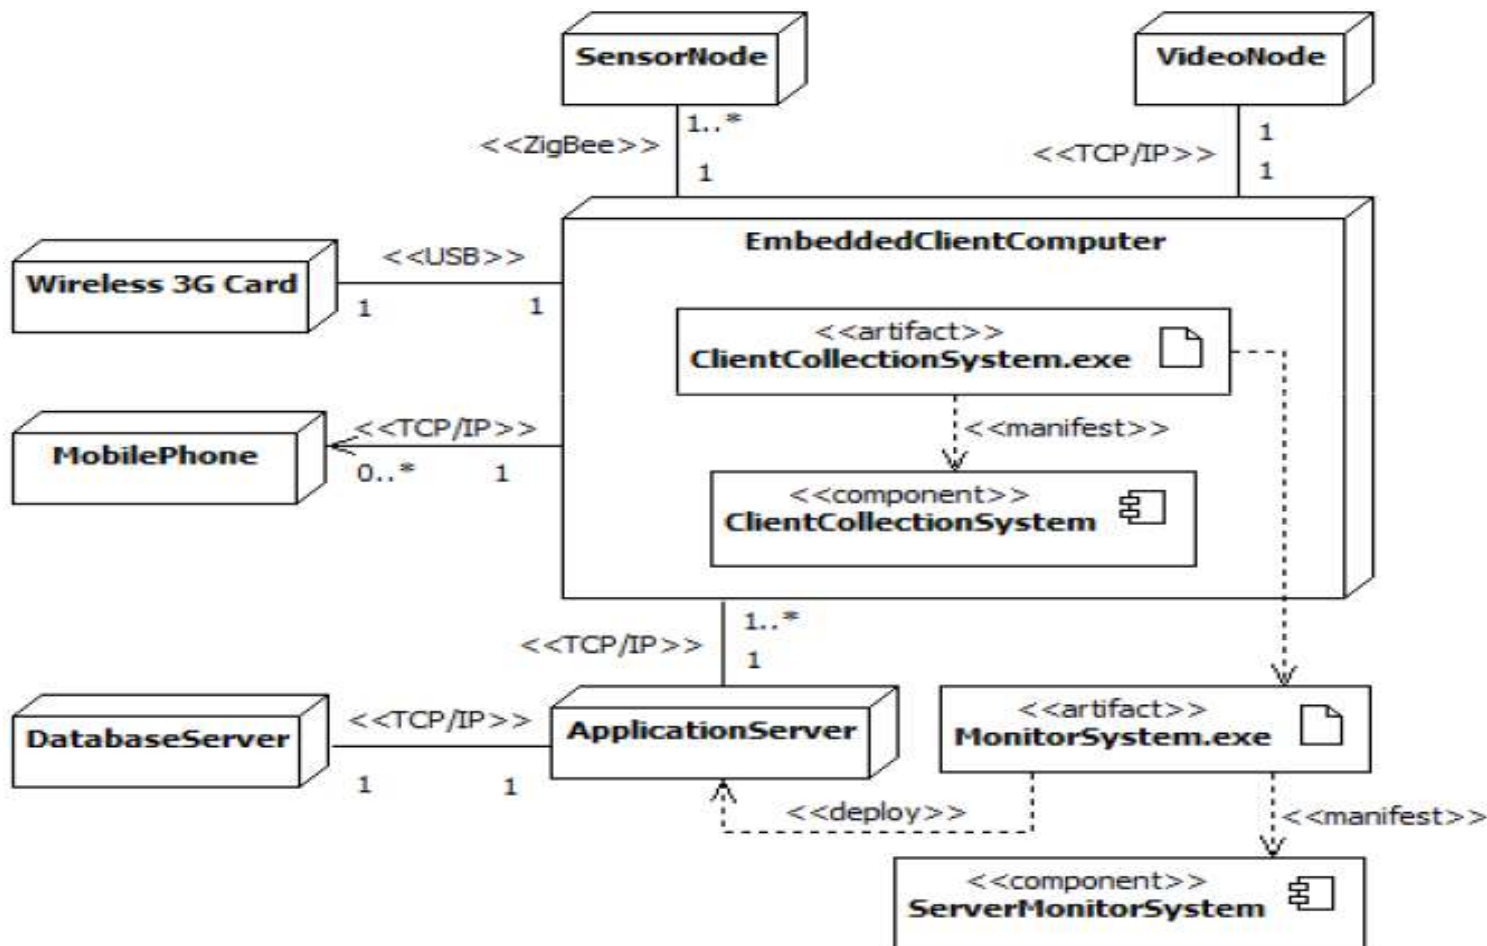 SensorNode
VideoNode
1..*
<<ZigBee>>
1
1
<<TCP/IP>>
1
EmbeddedClientComputer
<<USB>>
Wireless 3G Card
1
1
<<artifact>>
ClientCollectionSystem.exe
<<TCP/IP>>
<<manifest>>
MobilePhone
0..*
1
<<component>>
ClientCollectionSystem
1..*
<<TCP/IP>>
1
<<TCP/IP>>
DatabaseServer
ApplicationServer
<<artifact>>
MonitorSystem.exe
1
1
<<deploy>>
<<manifest>>
<<component>>
ServerMonitorSystem